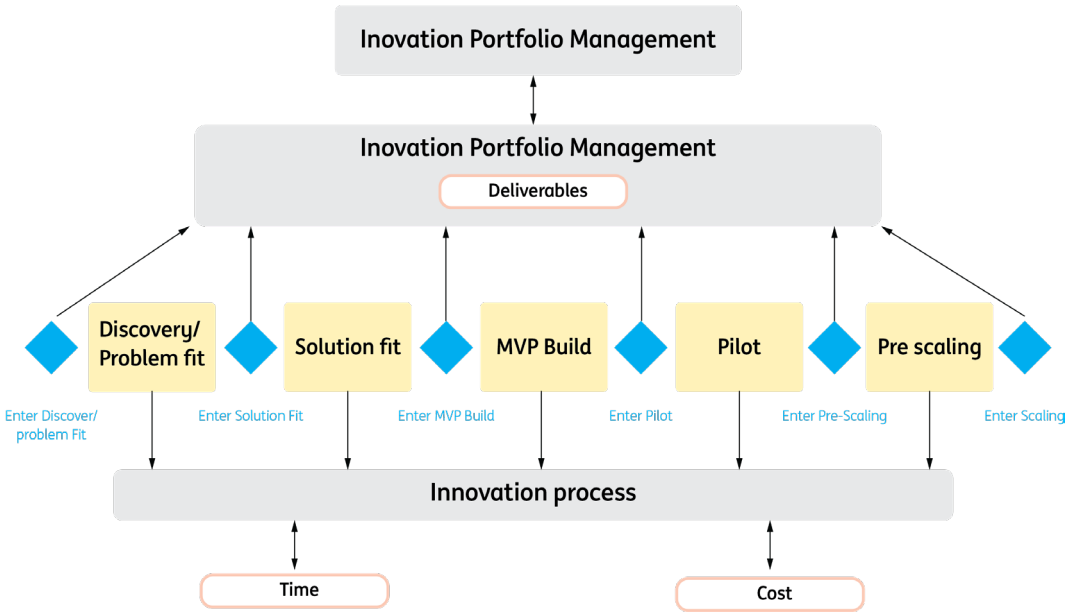 Inovation Portfolio Management
Inovation Portfolio Management
Deliverables
Discovery/
Problem fit
Solution fit
MVP Build
Pilot
Pre scaling
Enter Discover/
problem Fit
Enter Solution Fit
Enter MVP Build
Enter Pilot
Enter Pre-Scaling
Enter Scaling
Innovation process
Time
Cost